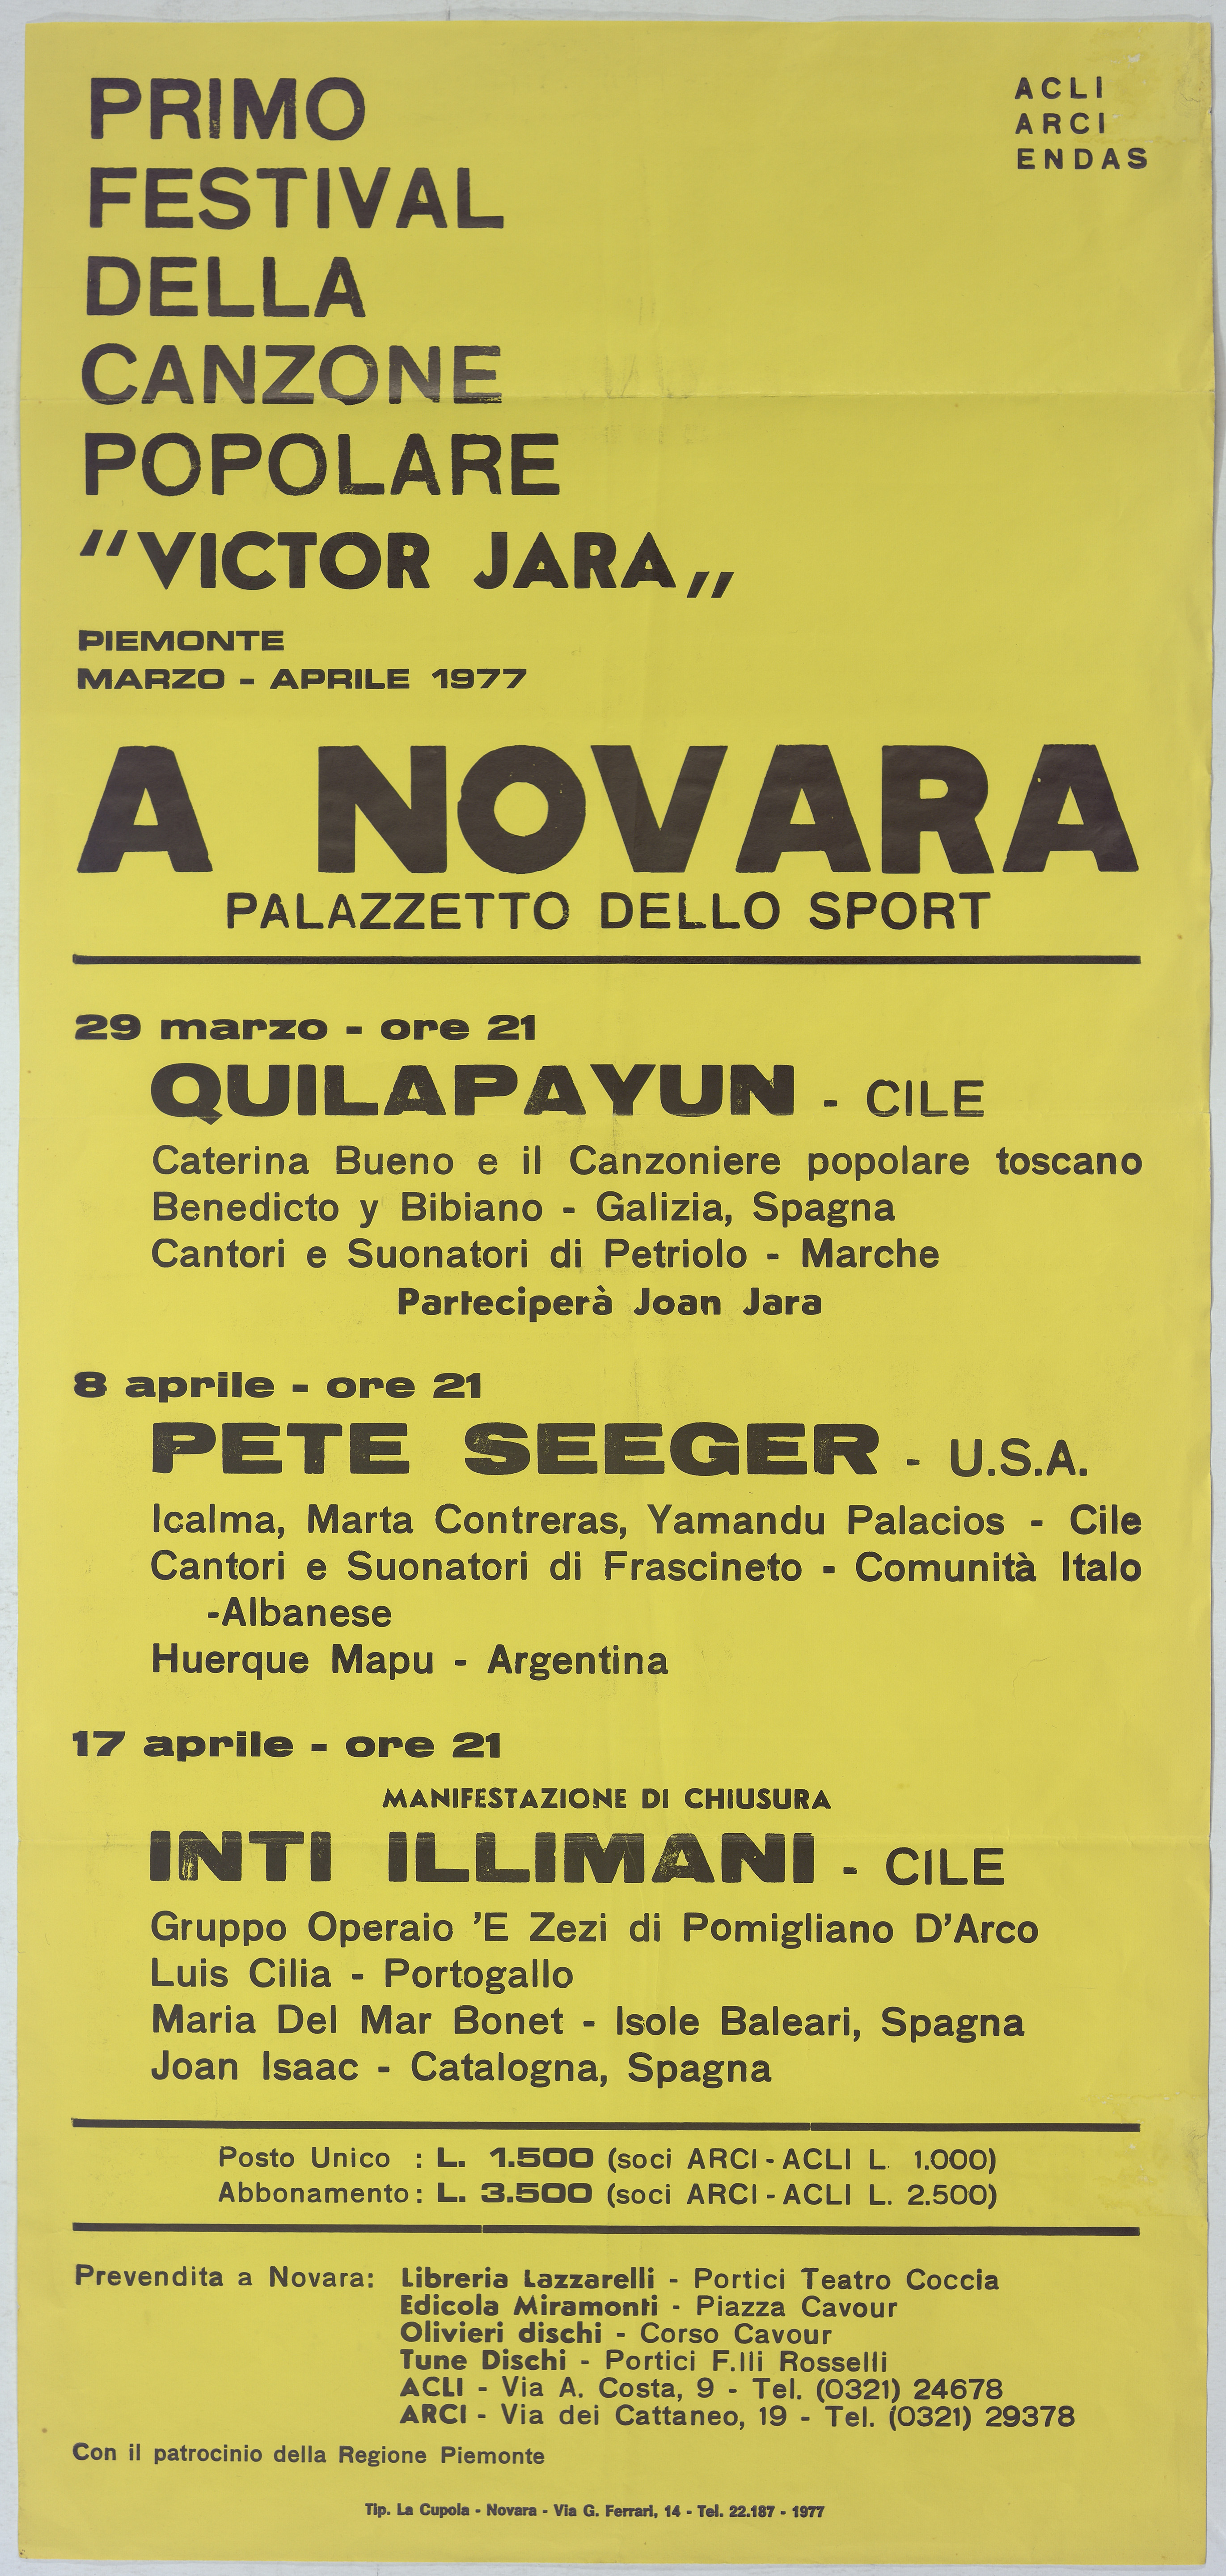 PRIMO
FESTIVAL
DELLA
CANZONE
POPOLARE
"VICTOR JARA„
ACLI
ARCI
ENDAS
PIEMONTE
MARZO - APRILE 1977
A NOVARA
PALAZZETTO DELLO SPORT
29 marzo - ore 21
QUILAPAYUN - CILE
Caterina Bueno e il Canzoniere popolare toscano
Benedicto y Bibiano - Galizia, Spagna
Cantori e Suonatori di Petriolo - Marche
Parteciperà Joan Jara
8 aprile - ore 21
PETE SEEGER - U.S.A.
Icalma, Marta Contreras, Yamandu Palacios - Cile
Cantori e Suonatori di Frascineto - Comunità Italo
-Albanese
Huerque Mapu - Argentina
17 aprile - ore 21
MANIFESTAZIONE DI CHIUSURA
INTI ILLIMANI - CILE
Gruppo Operaio 'E Zezi di Pomigliano D'Arco
Luis Cilia - Portogallo
Maria Del Mar Bonet - Isole Baleari, Spagna
Joan Isaac - Catalogna, Spagna
Posto Unico : L. 1.500 (soci ARCI-ACLI L. 1.000)
Abbonamento: L. 3.500 (soci ARCI-ACLI L. 2.500)
Prevendita a Novara: Libreria Lazzarelli - Portici Teatro Coccia
Edicola Miramonti - Piazza Cavour
Olivieri dischi - Corso Cavour
Tune Dischi - Portici F.lli Rosselli
ACLI - Via A. Costa, 9 - Tel. (0321) 24678
ARCI - Via dei Cattaneo, 19 - Tel. (0321) 29378
Con il patrocinio della Regione Piemonte
Tip. La Cupola - Novara - Via G. Ferrari, 14 - Tel. 22.187 - 1977